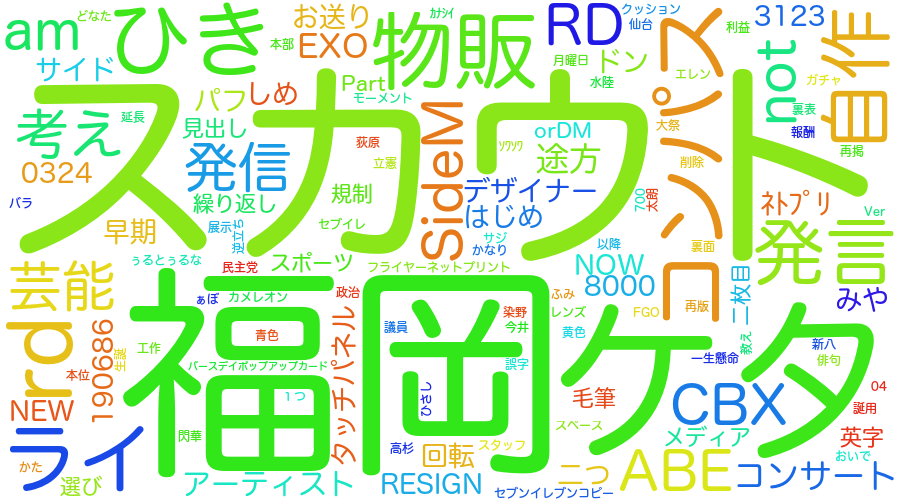 どなた
ｶﾅｼｲ
クッション
am
ひき
お送り
物販
RD
仙台
利益
3123
本部
EXO
月曜日
ドン
コンパス
自作
サイド
エレン
not
ガチャ
スカウト
パフ
しめ
Part
モーメント
水陸
裏表
考え
延長
見出し
SideM
orDM
大祭
報酬
荻原
ｿﾜｿﾜ
途方
再掲
0324
発信
立憲
削除
規制
デザイナー
700
太朗
ﾈﾄﾌﾟﾘ
バラ
繰り返し
はじめ
Ver
早期
展示
逆立ち
セブイレ
サジ
かなり
以降
裏面
発言
ぅるとぅるな
民主党
スポーツ
フライヤーネットプリント
NOW
芸能
福岡
ぁぽ
カメレオン
政治
8000
ふみ
二枚目
みや
rd
190686
青色
議員
染野
レンズ
FGO
再版
今井
黄色
ケタ
教え
新八
生誕
工作
タッチパネル
誤字
一生懸命
俳句
本位
バースデイポップアップカード
１つ
ひさし
毛筆
CBX
04
NEW
誕用
ライ
閃華
高杉
回転
スタッフ
スペース
メディア
英字
かた
ABE
おいで
選び
アーティスト
RESIGN
二つ
コンサート
セブンイレブンコピー